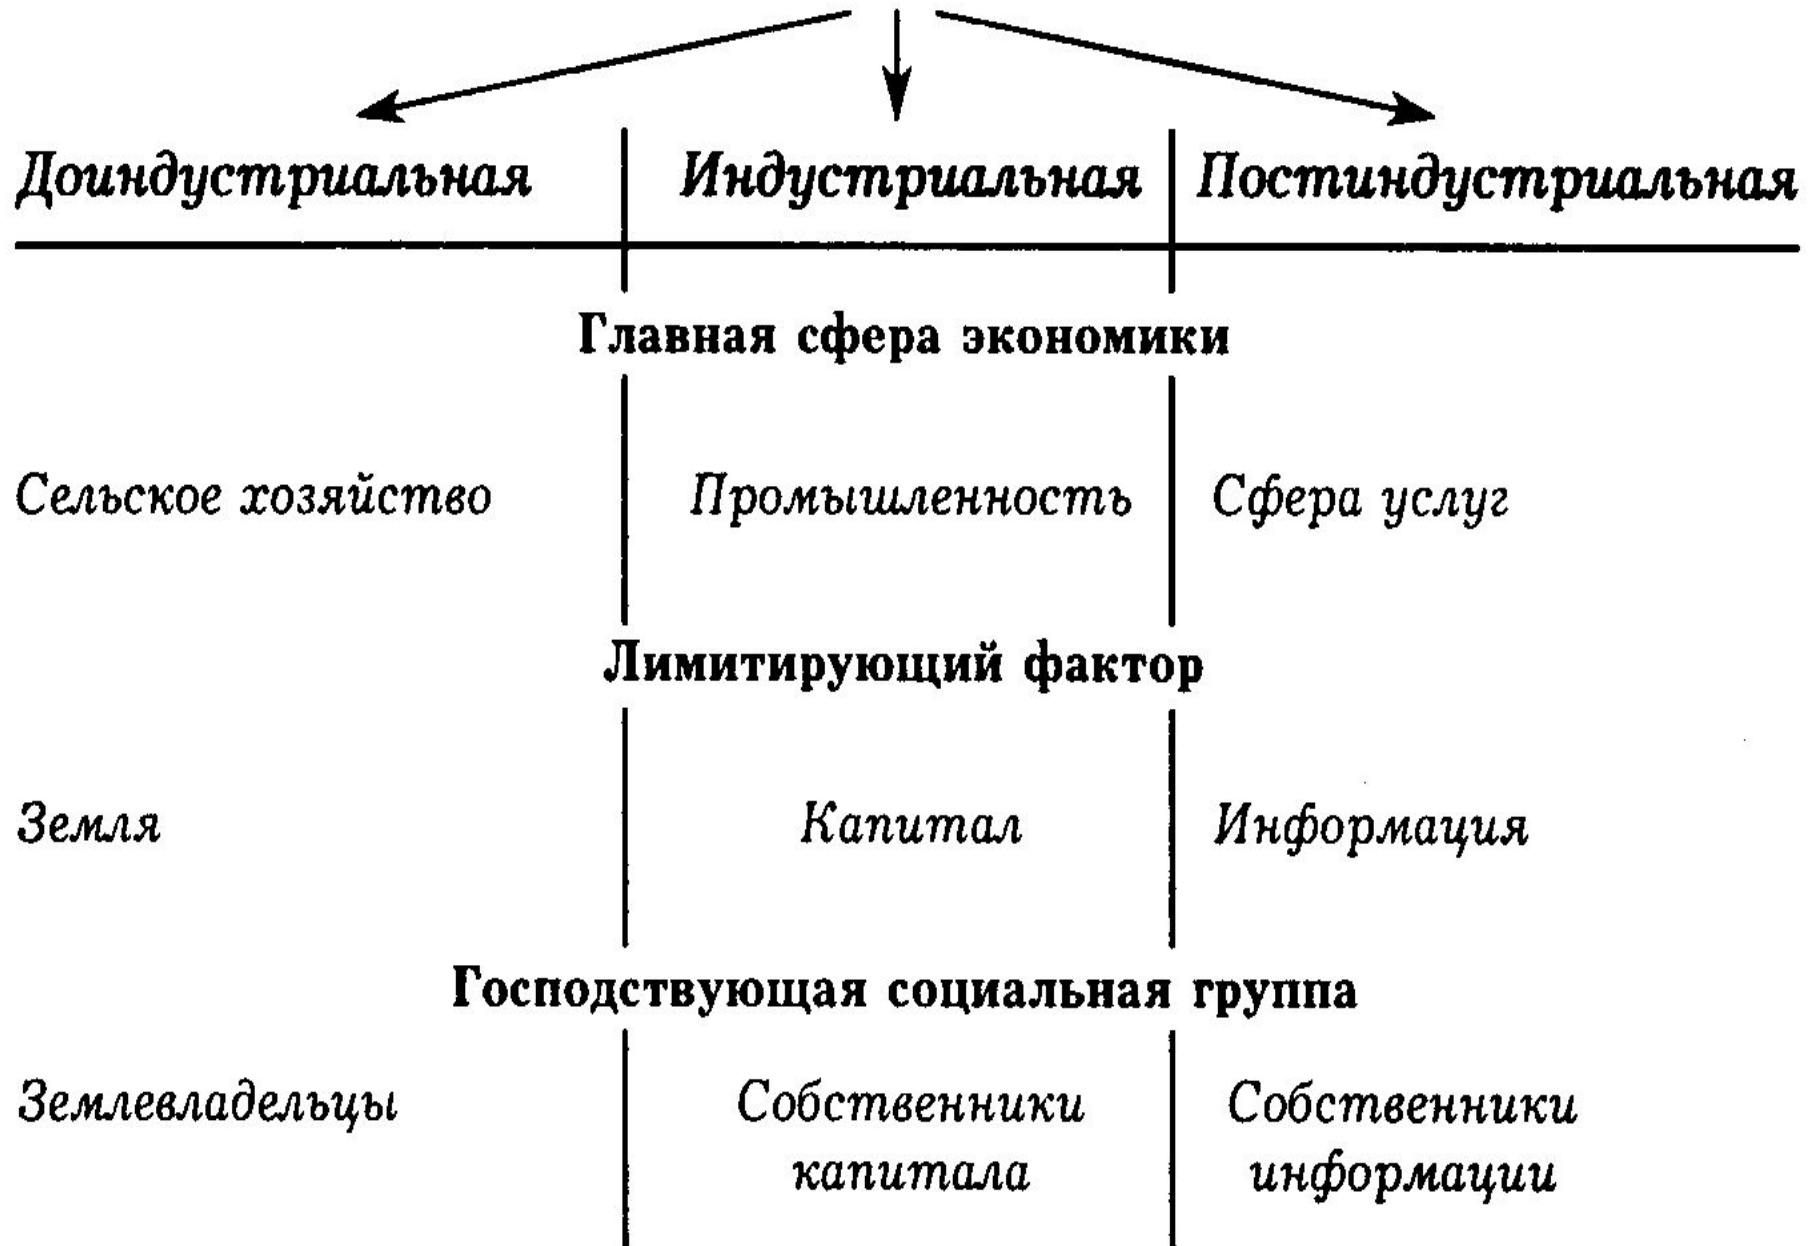 Доиндустриальная Индустриальная Постиндустриальная
Главная сфера экономики
Сельское хозяйство Промышленность Сфера услуг
Лимитирующий фактор
Земля Капитал Информация
Господствующая социальная группа
Землевладельцы Собственники Собственники
капитала информации